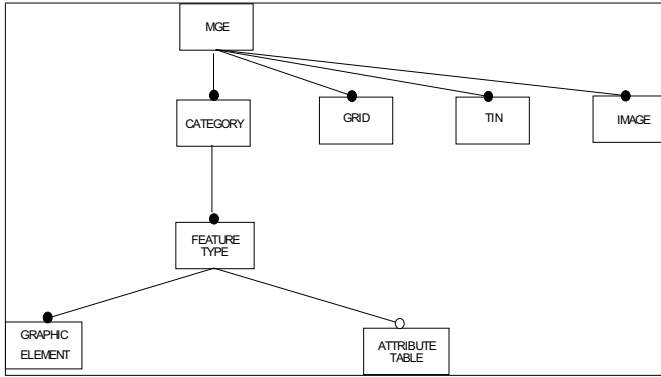 MGE
CATEGORY
GRID
TIN
IMAGE
FEATURE
TYPE
GRAPHIC
ELEMENT
ATTRIBUTE
TABLE